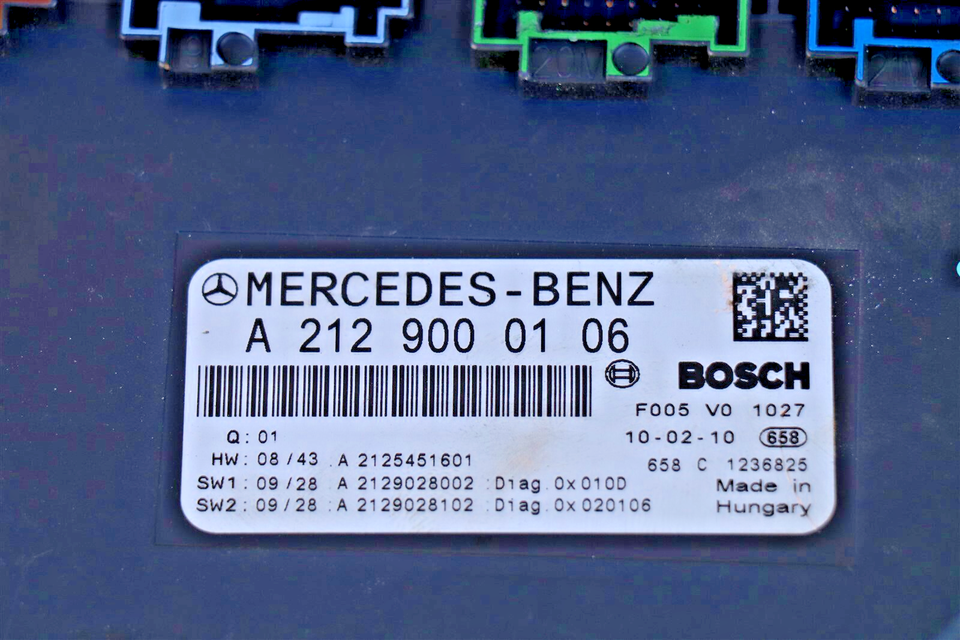 20V
MERCEDES-BENZ
A 212 900 01 06
BOSCH
F005 V0 1027
Q: 01
10-02-10 658
HW: 08/43 .A 2125451601
658 C 1236825
SW1: 09/28 :A 2129028002 :Diag.0x010D
Made in
SW2: 09/28 :A 2129028102 :Diag.0x020106
Hungary